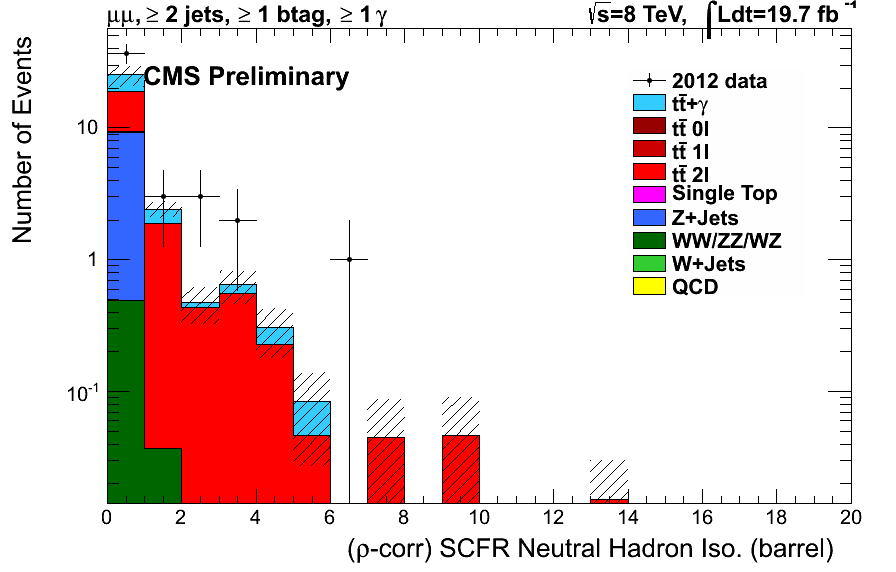 μμ, ≥ 2 jets, ≥ 1 btag, ≥ 1 γ
√s=8 TeV, ∫Ldt=19.7 fb⁻¹
CMS Preliminary
Number of Events
10
1
10⁻¹
2012 data
tt̄+γ
tt̄ 0l
tt̄ 1l
tt̄ 2l
Single Top
Z+Jets
WW/ZZ/WZ
W+Jets
QCD
0 2 4 6 8 10 12 14 16 18 20
(ρ-corr) SCFR Neutral Hadron Iso. (barrel)